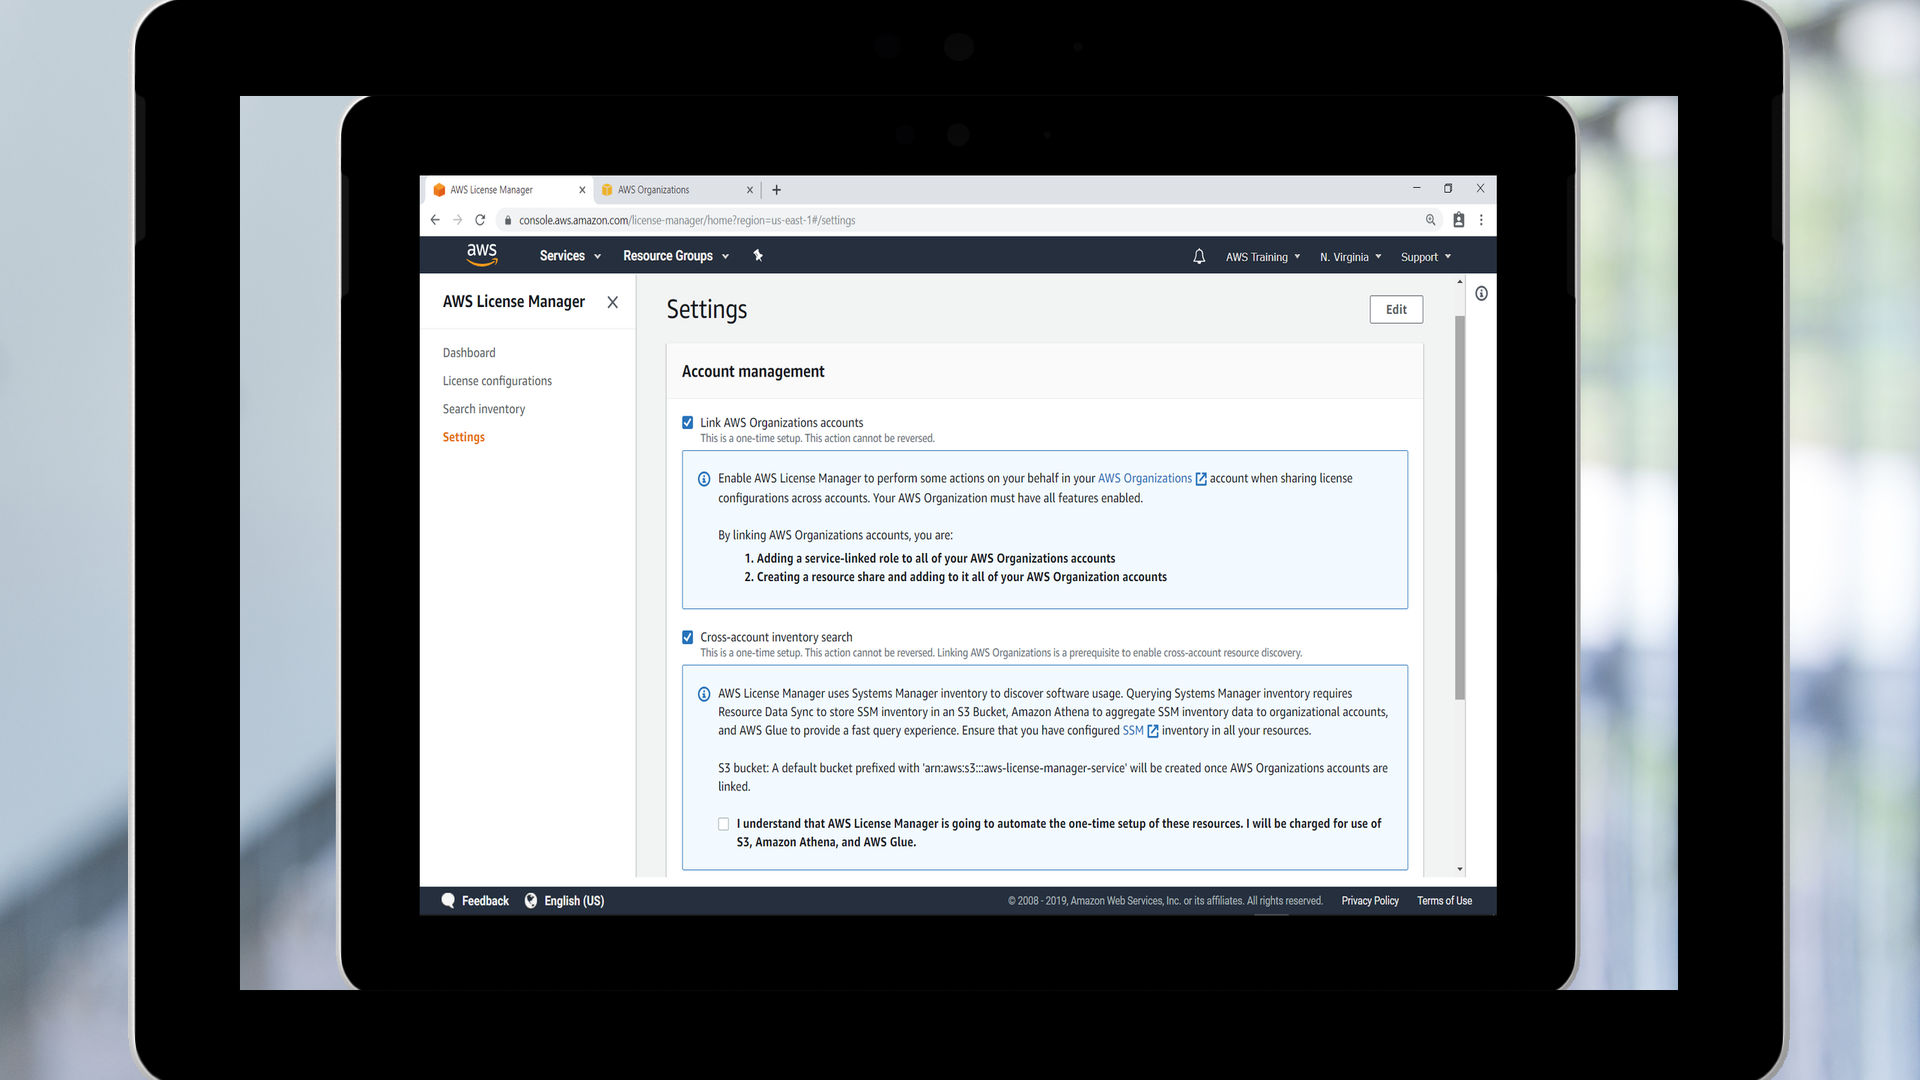 AWS License Manager
AWS Organizations
console.aws.amazon.com/license-manager/home?region=us-east-1#/settings
aws
Services
Resource Groups
AWS Training
N. Virginia
Support
AWS License Manager
Dashboard
License configurations
Search inventory
Settings
Settings
Edit
Account management
Link AWS Organizations accounts
This is a one-time setup. This action cannot be reversed.
Enable AWS License Manager to perform some actions on your behalf in your AWS Organizations account when sharing license
configurations across accounts. Your AWS Organization must have all features enabled.
By linking AWS Organizations accounts, you are:
1. Adding a service-linked role to all of your AWS Organizations accounts
2. Creating a resource share and adding to it all of your AWS Organization accounts
Cross-account inventory search
This is a one-time setup. This action cannot be reversed. Linking AWS Organizations is a prerequisite to enable cross-account resource discovery.
AWS License Manager uses Systems Manager inventory to discover software usage. Querying Systems Manager inventory requires
Resource Data Sync to store SSM inventory in an S3 Bucket, Amazon Athena to aggregate SSM inventory data to organizational accounts,
and AWS Glue to provide a fast query experience. Ensure that you have configured SSM inventory in all your resources.
S3 bucket: A default bucket prefixed with 'arn:aws:s3:::aws-license-manager-service' will be created once AWS Organizations accounts are
linked.
I understand that AWS License Manager is going to automate the one-time setup of these resources. I will be charged for use of
S3, Amazon Athena, and AWS Glue.
Feedback
English (US)
© 2008 - 2019, Amazon Web Services, Inc. or its affiliates. All rights reserved.
Privacy Policy
Terms of Use